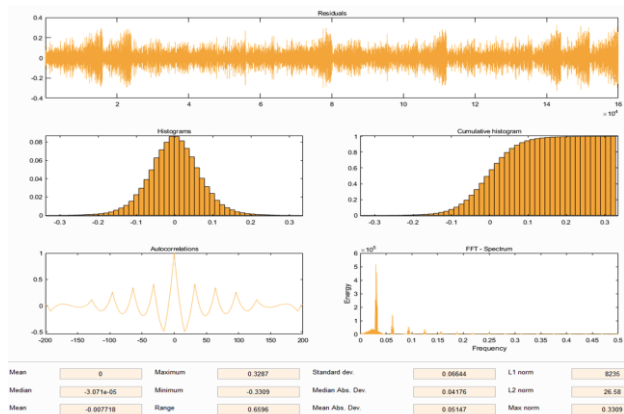 Residuals
0.4
0.2
0
-0.2
-0.4
2 4 6 8 10 12 14 16
× 10⁴
Histograms
0.08
0.06
0.04
0.02
0
-0.3 -0.2 -0.1 0 0.1 0.2 0.3
Cumulative histogram
1
0.8
0.6
0.4
0.2
0
-0.3 -0.2 -0.1 0 0.1 0.2 0.3
Autocorrelations
1
0.5
0
-0.5
-200 -150 -100 -50 0 50 100 150 200
FFT - Spectrum
6
5
4
3
2
1
0
Energy
0 0.05 0.1 0.15 0.2 0.25 0.3 0.35 0.4 0.45 0.5
Frequency
Mean 0 Maximum 0.3287 Standard dev. 0.06644 L1 norm 8235
Median -3.071e-05 Minimum -0.3309 Median Abs. Dev. 0.04176 L2 norm 26.58
Mean -0.007718 Range 0.6596 Mean Abs. Dev. 0.05147 Max norm 0.3309